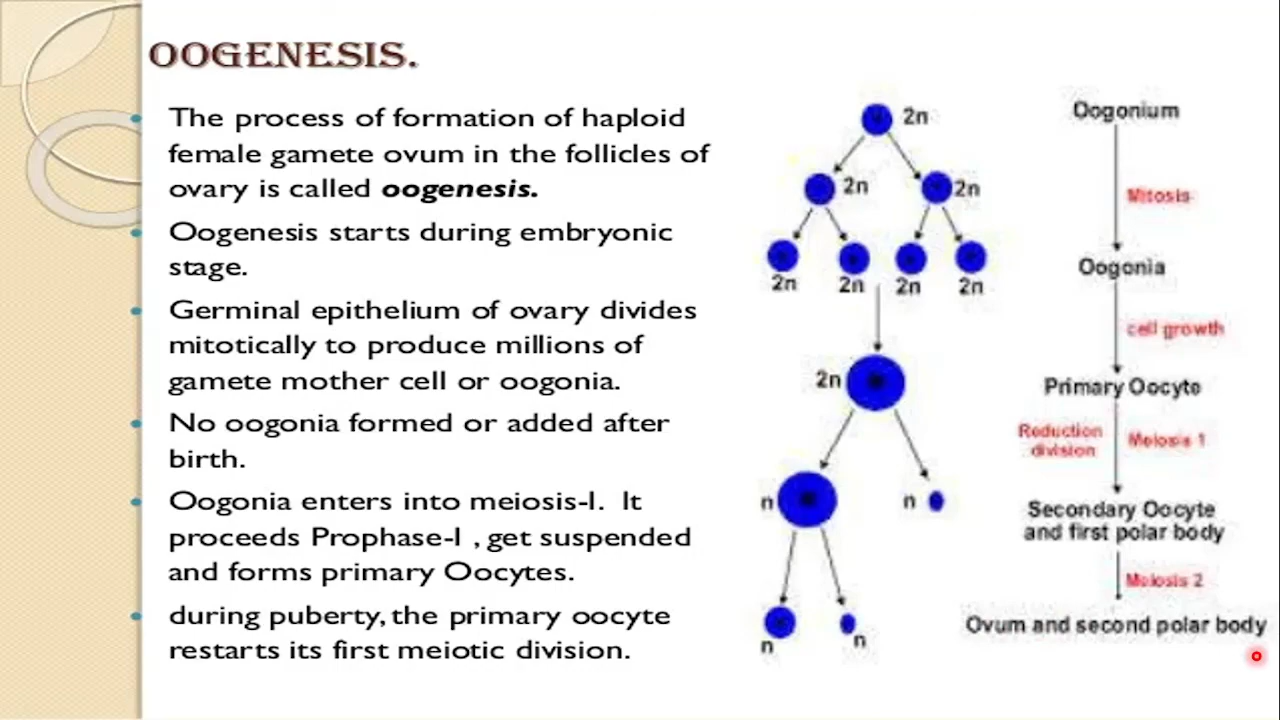 OOGENESIS.
The process of formation of haploid
female gamete ovum in the follicles of
ovary is called oogenesis.
Oogenesis starts during embryonic
stage.
Germinal epithelium of ovary divides
mitotically to produce millions of
gamete mother cell or oogonia.
No oogonia formed or added after
birth.
Oogonia enters into meiosis-I. It
proceeds Prophase-I , get suspended
and forms primary Oocytes.
during puberty, the primary oocyte
restarts its first meiotic division.
2n
2n 2n
2n 2n 2n 2n
2n
n n
n n
Oogonium
Mitosis
Oogonia
cell growth
Primary Oocyte
Reduction
division
Meiosis 1
Secondary Oocyte
and first polar body
Meiosis 2
Ovum and second polar body